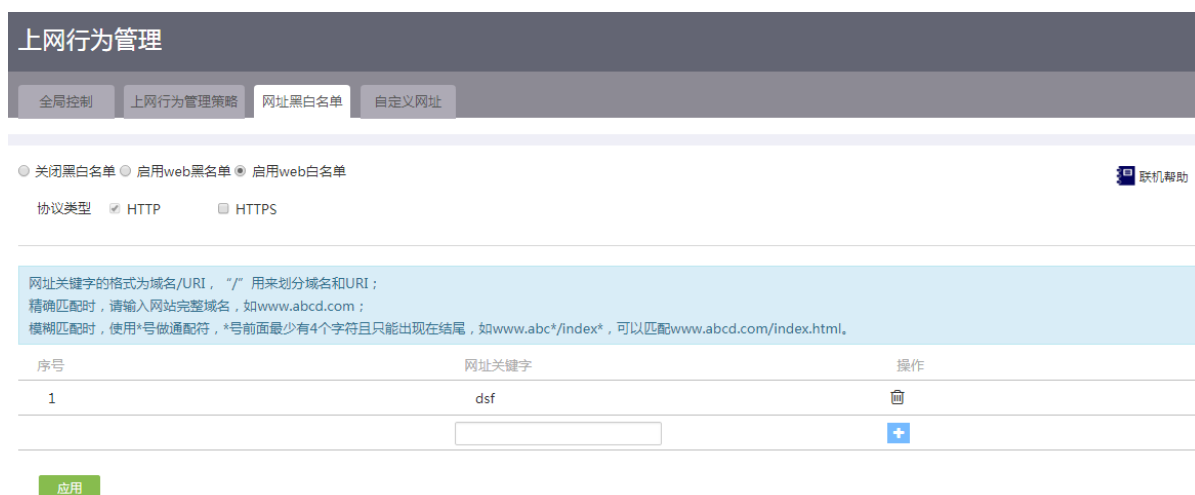 上网行为管理
全局控制 上网行为管理策略 网址黑白名单 自定义网址
关闭黑白名单 启用web黑名单 启用web白名单
联机帮助
协议类型 HTTP HTTPS
网址关键字的格式为域名/URI，“/”用来划分域名和URI；
精确匹配时，请输入网站完整域名，如www.abcd.com；
模糊匹配时，使用*号做通配符，*号前面最少有4个字符且只能出现在结尾，如www.abc*/index*，可以匹配www.abcd.com/index.html。
序号 网址关键字 操作
1 dsf
应用